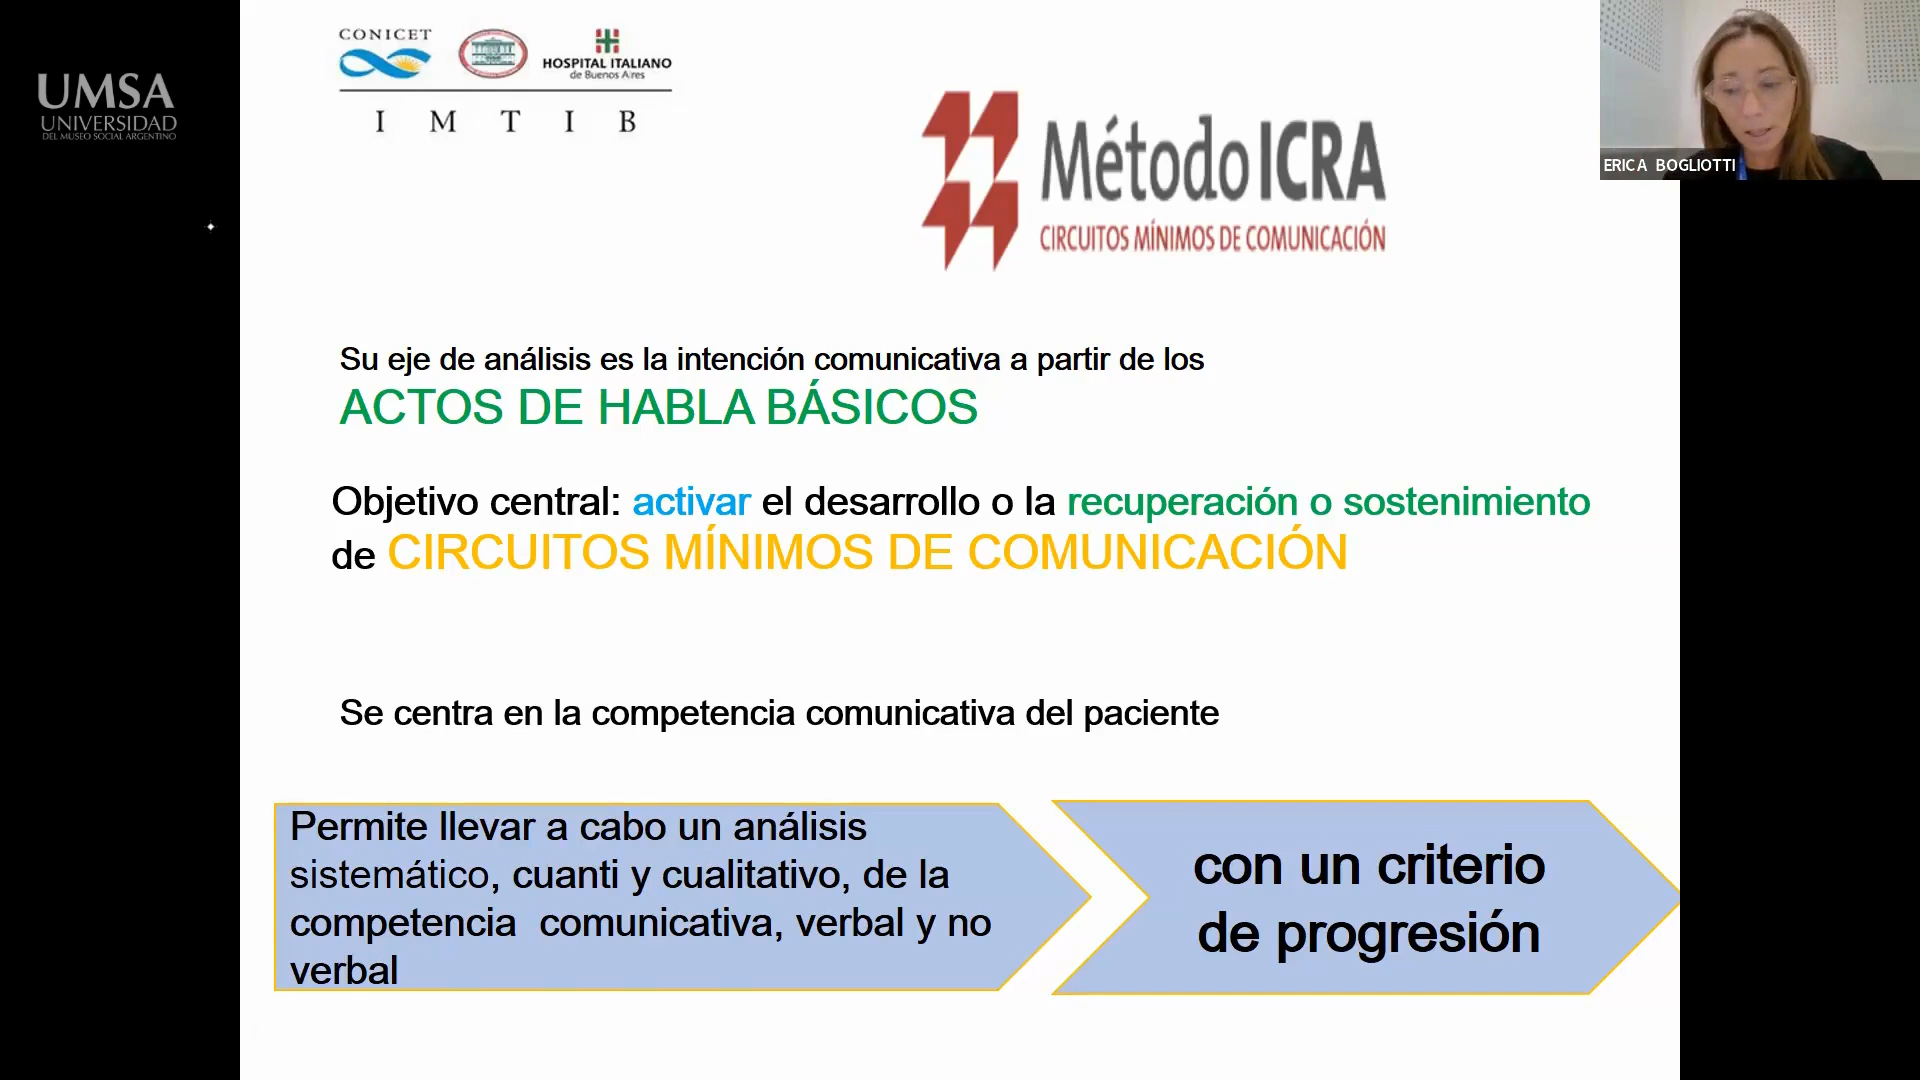 UMSA
UNIVERSIDAD
DEL MUSEO SOCIAL ARGENTINO
CONICET
HOSPITAL ITALIANO
de Buenos Aires
I M T I B
Método ICRA
CIRCUITOS MÍNIMOS DE COMUNICACIÓN
ERICA BOGLIOTTI
Su eje de análisis es la intención comunicativa a partir de los
ACTOS DE HABLA BÁSICOS
Objetivo central: activar el desarrollo o la recuperación o sostenimiento
de CIRCUITOS MÍNIMOS DE COMUNICACIÓN
Se centra en la competencia comunicativa del paciente
Permite llevar a cabo un análisis
sistemático, cuanti y cualitativo, de la
competencia comunicativa, verbal y no
verbal
con un criterio
de progresión